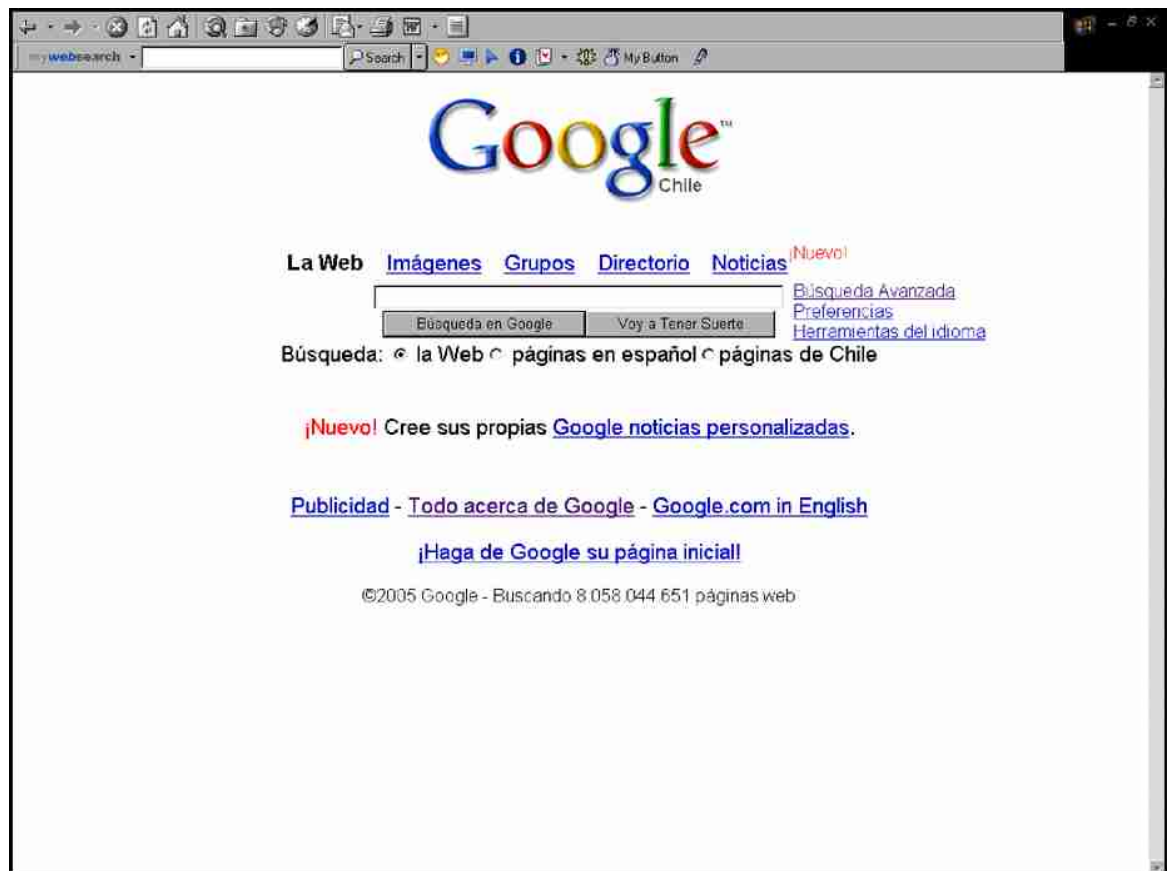 mywebsearch Search My Button
Google™
Chile
La Web Imágenes Grupos Directorio Noticias ¡Nuevo!
Búsqueda Avanzada
Preferencias
Herramientas del idioma
Búsqueda en Google Voy a Tener Suerte
Búsqueda: la Web páginas en español páginas de Chile
¡Nuevo! Cree sus propias Google noticias personalizadas.
Publicidad - Todo acerca de Google - Google.com in English
¡Haga de Google su página inicial!
©2005 Google - Buscando 8.058.044.651 páginas web